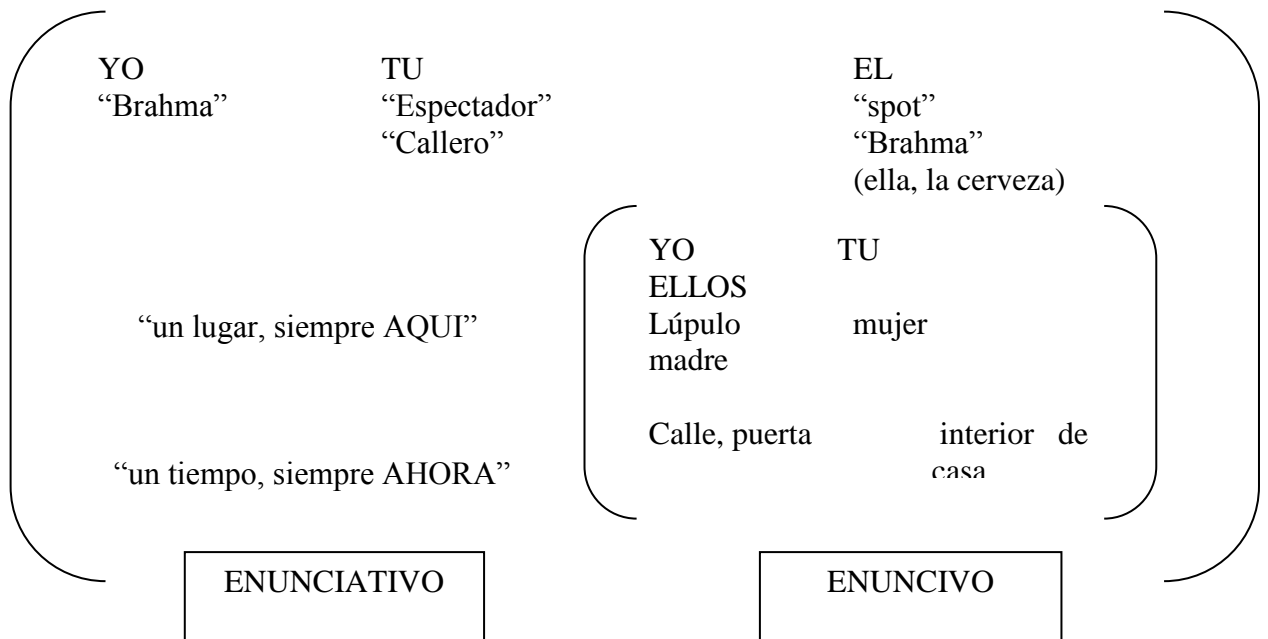 YO TU EL
“Brahma” “Espectador” “spot”
“Callero” “Brahma”
(ella, la cerveza)
YO TU
ELLOS
“un lugar, siempre AQUI” Lúpulo mujer
madre
Calle, puerta interior de
“un tiempo, siempre AHORA” casa
ENUNCIATIVO ENUNCIVO